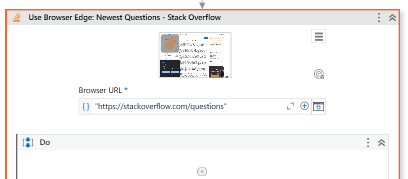 Use Browser Edge: Newest Questions - Stack Overflow
Browser URL *
"https://stackoverflow.com/questions"
Do